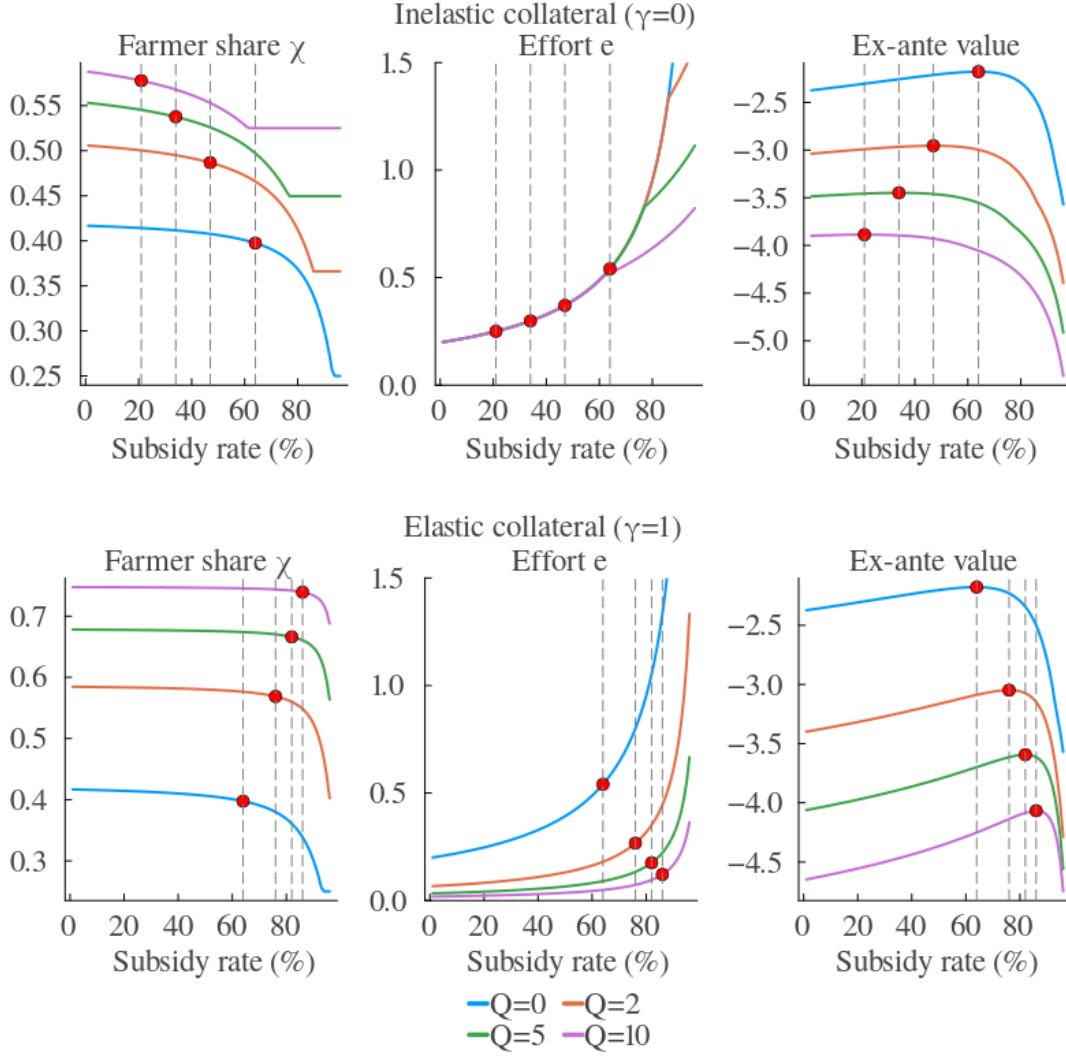 Inelastic collateral (γ=0)
Farmer share χ
Effort e
Ex-ante value
0.55
0.50
0.45
0.40
0.35
0.30
0.25
0 20 40 60 80
Subsidy rate (%)
1.5
1.0
0.5
0.0
0 20 40 60 80
Subsidy rate (%)
−2.5
−3.0
−3.5
−4.0
−4.5
−5.0
0 20 40 60 80
Subsidy rate (%)
Elastic collateral (γ=1)
Farmer share χ
Effort e
Ex-ante value
0.7
0.6
0.5
0.4
0.3
0 20 40 60 80
Subsidy rate (%)
1.5
1.0
0.5
0.0
0 20 40 60 80
Subsidy rate (%)
−2.5
−3.0
−3.5
−4.0
−4.5
0 20 40 60 80
Subsidy rate (%)
Q=0 Q=2
Q=5 Q=10